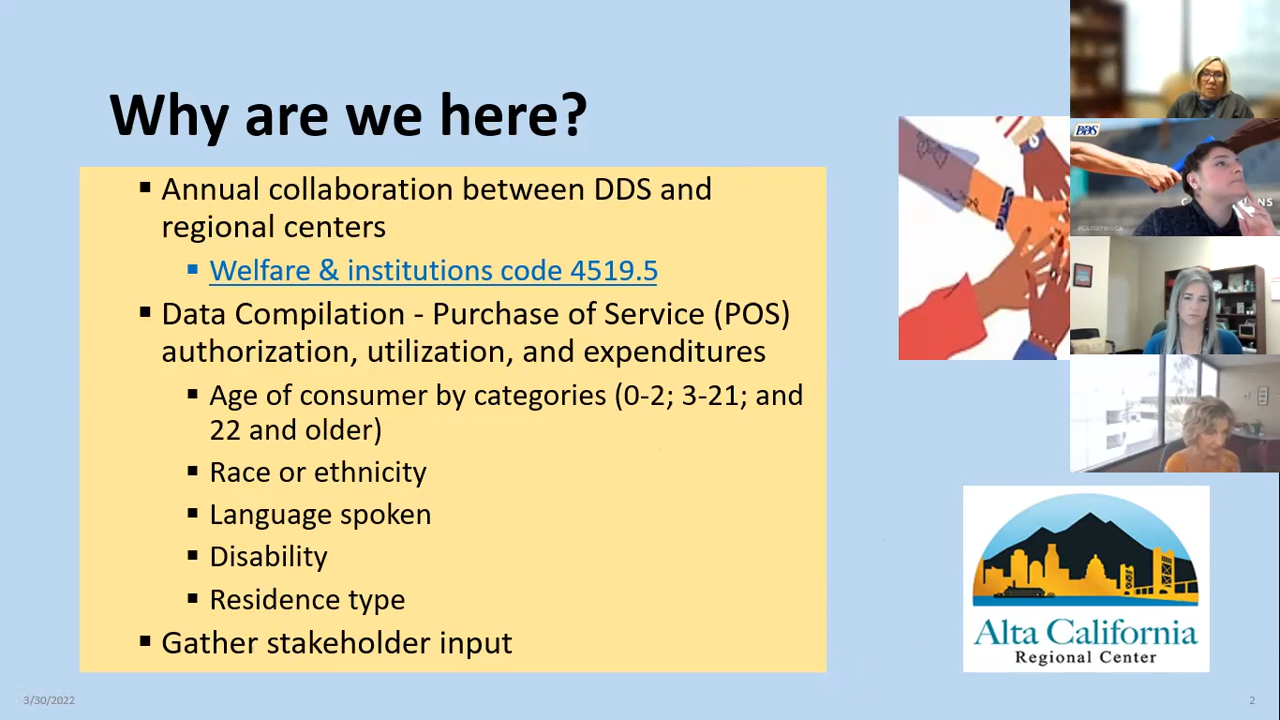 Why are we here?
▪ Annual collaboration between DDS and
regional centers
▪ Welfare & institutions code 4519.5
▪ Data Compilation - Purchase of Service (POS)
authorization, utilization, and expenditures
▪ Age of consumer by categories (0-2; 3-21; and
22 and older)
▪ Race or ethnicity
▪ Language spoken
▪ Disability
▪ Residence type
▪ Gather stakeholder input
DDS
Alta California
Regional Center
3/30/2022
2